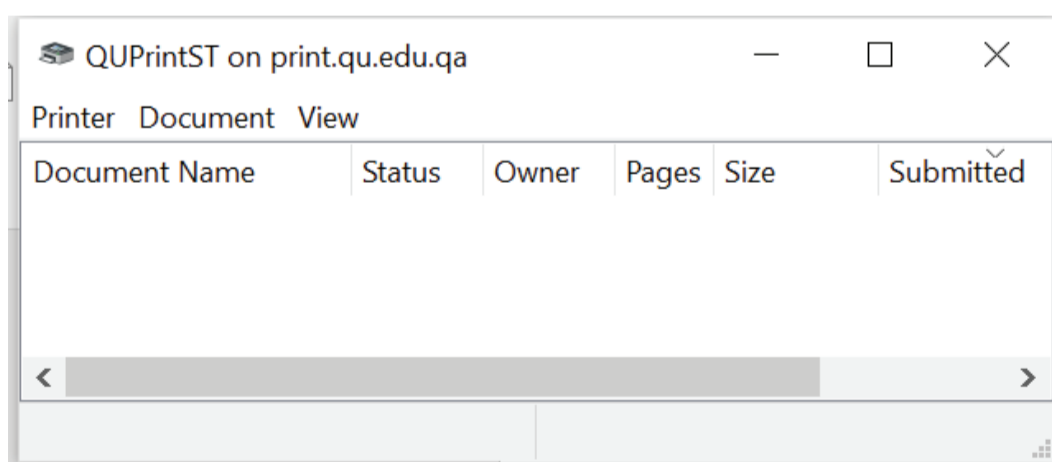 QUPrintST on print.qu.edu.qa
Printer Document View
Document Name Status Owner Pages Size Submitted